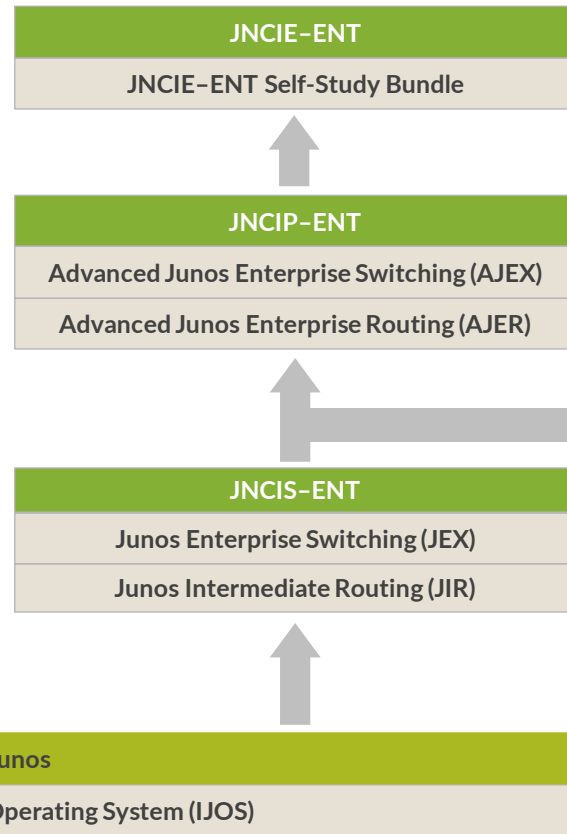 JNCIE–ENT
JNCIE–ENT Self-Study Bundle
JNCIP–ENT
Advanced Junos Enterprise Switching (AJEX)
Advanced Junos Enterprise Routing (AJER)
JNCIS–ENT
Junos Enterprise Switching (JEX)
Junos Intermediate Routing (JIR)
unos
Operating System (IJOS)